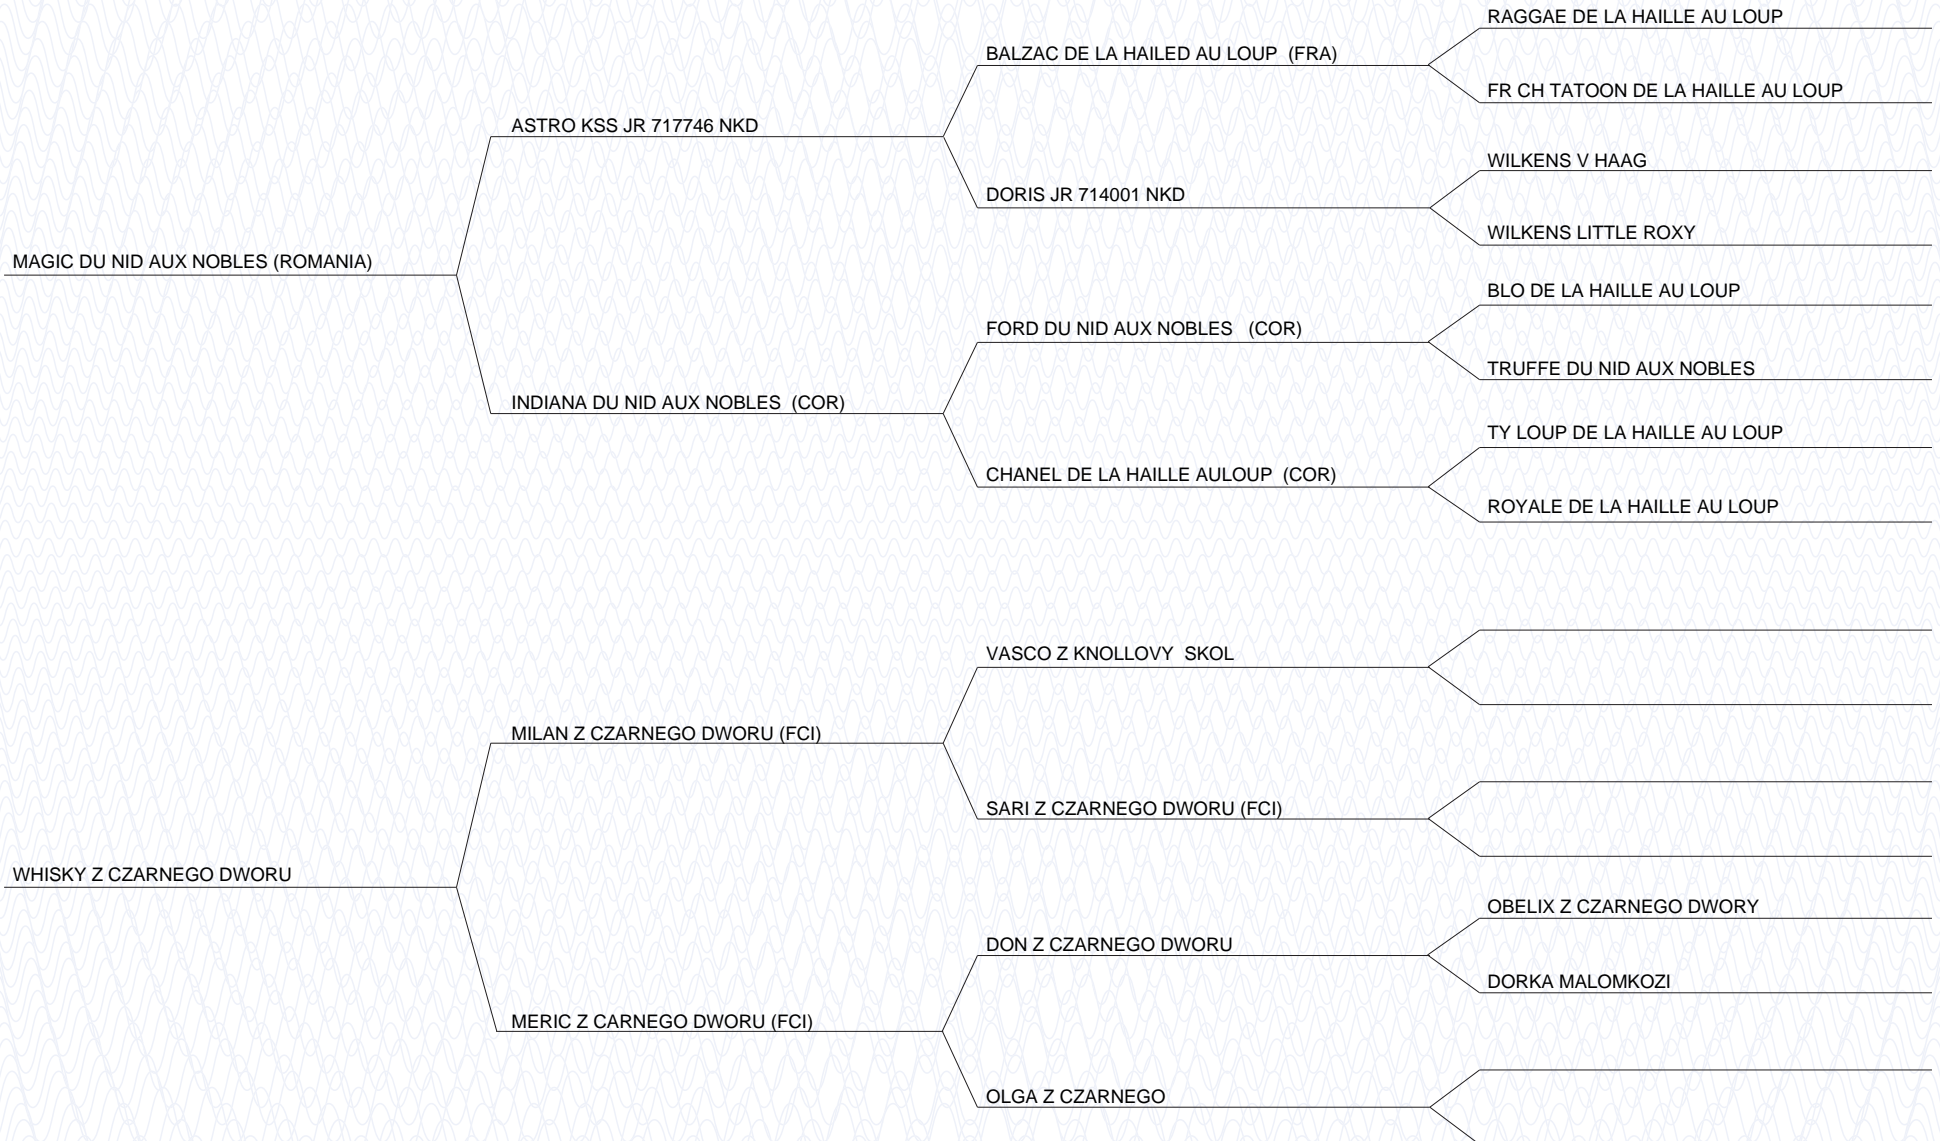 RAGGAE DE LA HAILLE AU LOUP
BALZAC DE LA HAILED AU LOUP (FRA)
FR CH TATOON DE LA HAILLE AU LOUP
ASTRO KSS JR 717746 NKD
WILKENS V HAAG
DORIS JR 714001 NKD
WILKENS LITTLE ROXY
MAGIC DU NID AUX NOBLES (ROMANIA)
BLO DE LA HAILLE AU LOUP
FORD DU NID AUX NOBLES (COR)
TRUFFE DU NID AUX NOBLES
INDIANA DU NID AUX NOBLES (COR)
TY LOUP DE LA HAILLE AU LOUP
CHANEL DE LA HAILLE AULOUP (COR)
ROYALE DE LA HAILLE AU LOUP
VASCO Z KNOLLOVY SKOL
MILAN Z CZARNEGO DWORU (FCI)
SARI Z CZARNEGO DWORU (FCI)
WHISKY Z CZARNEGO DWORU
OBELIX Z CZARNEGO DWORY
DON Z CZARNEGO DWORU
DORKA MALOMKOZI
MERIC Z CARNEGO DWORU (FCI)
OLGA Z CZARNEGO